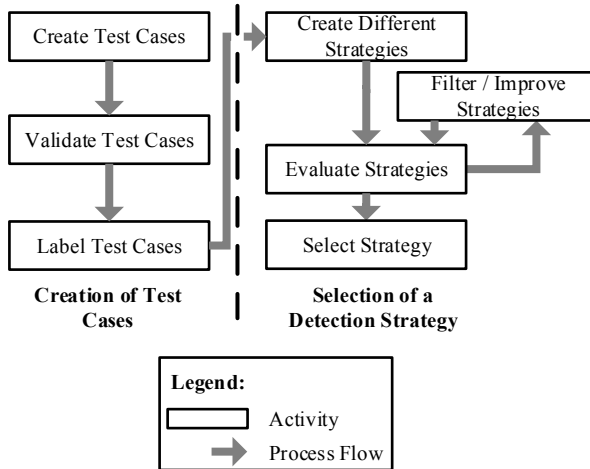 Create Test Cases
Validate Test Cases
Label Test Cases
Creation of Test
Cases
Create Different
Strategies
Filter / Improve
Strategies
Evaluate Strategies
Select Strategy
Selection of a
Detection Strategy
Legend:
Activity
Process Flow